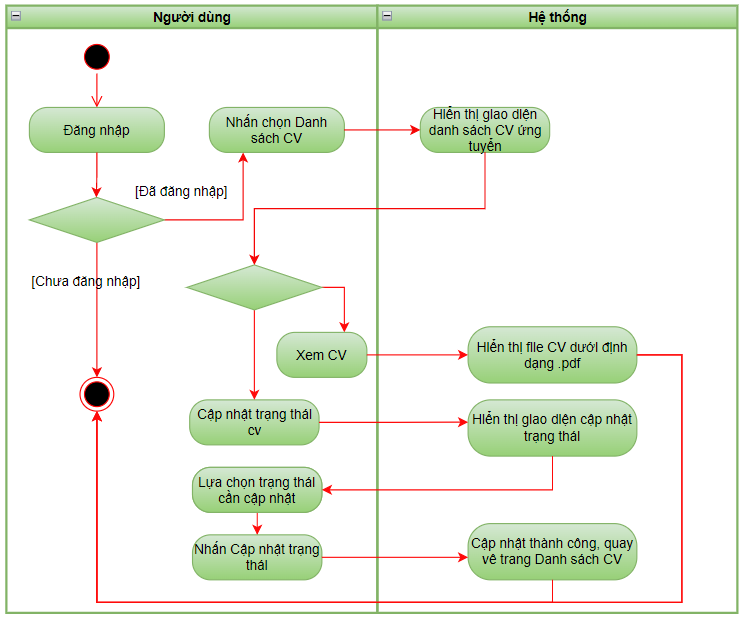 Người dùng
Hệ thống
Đăng nhập
Nhấn chọn Danh
sách CV
Hiển thị giao diện
danh sách CV ứng
tuyển
[Đã đăng nhập]
[Chưa đăng nhập]
Xem CV
Hiển thị file CV dưới định
dạng .pdf
Cập nhật trạng thái
cv
Hiển thị giao diện cập nhật
trạng thái
Lựa chọn trạng thái
cần cập nhật
Nhấn Cập nhật trạng
thái
Cập nhật thành công, quay
về trang Danh sách CV